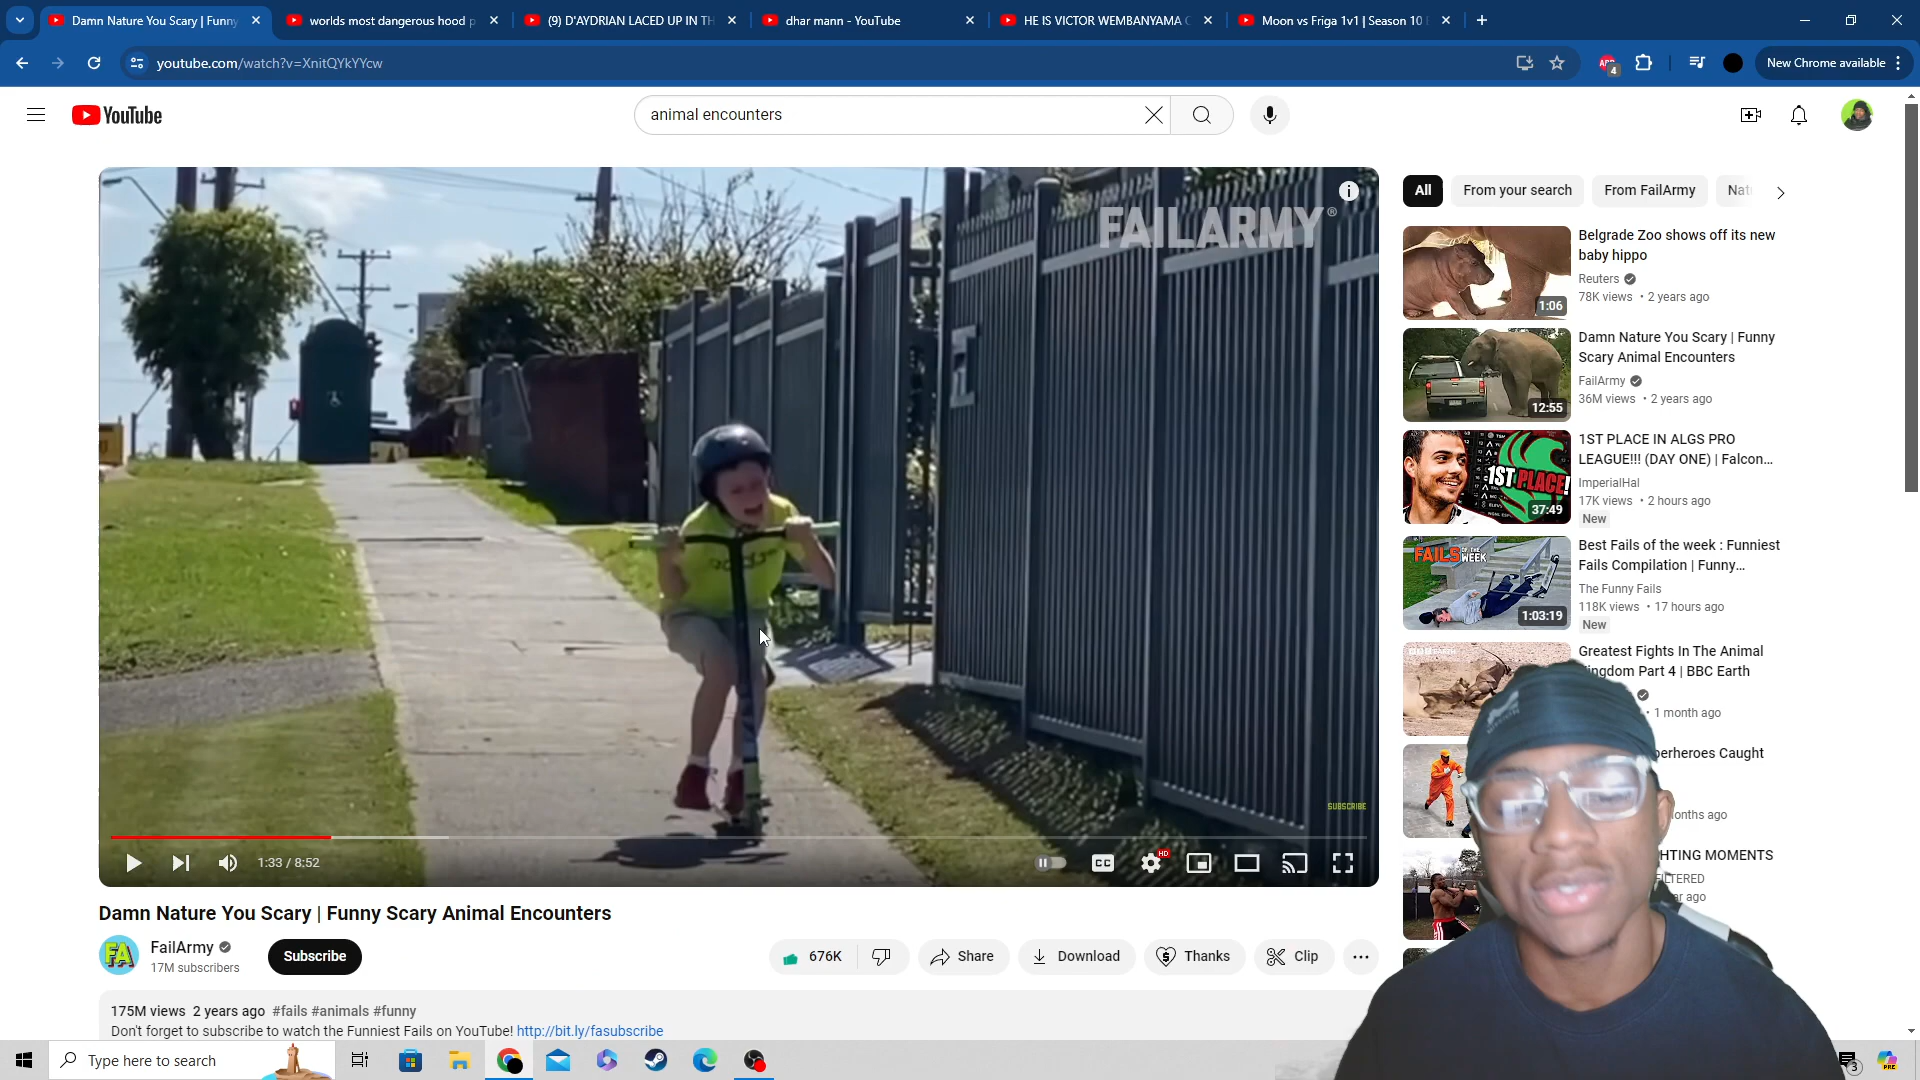 Damn Nature You Scary | Funny
worlds most dangerous hood p
(9) D'AYDRIAN LACED UP IN TH
dhar mann - YouTube
HE IS VICTOR WEMBANYAMA
Moon vs Friga 1v1 | Season 10
youtube.com/watch?v=XnitQYkYYcw
4
New Chrome available
YouTube
animal encounters
FAILARMY®
SUBSCRIBE
1:33 / 8:52
CC
HD
Damn Nature You Scary | Funny Scary Animal Encounters
FA
FailArmy
17M subscribers
Subscribe
676K
Share
Download
Thanks
Clip
175M views 2 years ago #fails #animals #funny
Don't forget to subscribe to watch the Funniest Fails on YouTube! http://bit.ly/fasubscribe
All
From your search
From FailArmy
Nat
Belgrade Zoo shows off its new
baby hippo
Reuters
78K views • 2 years ago
1:06
Damn Nature You Scary | Funny
Scary Animal Encounters
FailArmy
36M views • 2 years ago
12:55
1ST PLACE IN ALGS PRO
LEAGUE!!! (DAY ONE) | Falcon...
ImperialHal
17K views • 2 hours ago
New
1ST PLACE!
37:49
Best Fails of the week : Funniest
Fails Compilation | Funny...
The Funny Fails
118K views • 17 hours ago
New
FAILS OF THE WEEK
1:03:19
Greatest Fights In The Animal
ngdom Part 4 | BBC Earth
• 1 month ago
perheroes Caught
onths ago
HTING MOMENTS
FILTERED
ar ago
Type here to search
3
PRE